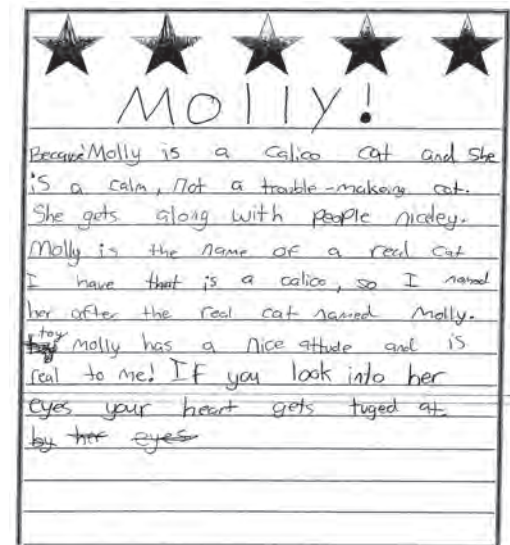 Molly!
Because Molly is a calico cat and she
is a calm, not a trouble-makeing cat.
She gets along with people niceley.
Molly is the name of a real cat
I have that is a calico, so I named
her after the real cat named Molly.
toy
molly has a nice attude and is
real to me! If you look into her
eyes your heart gets tuged at
by her eyes